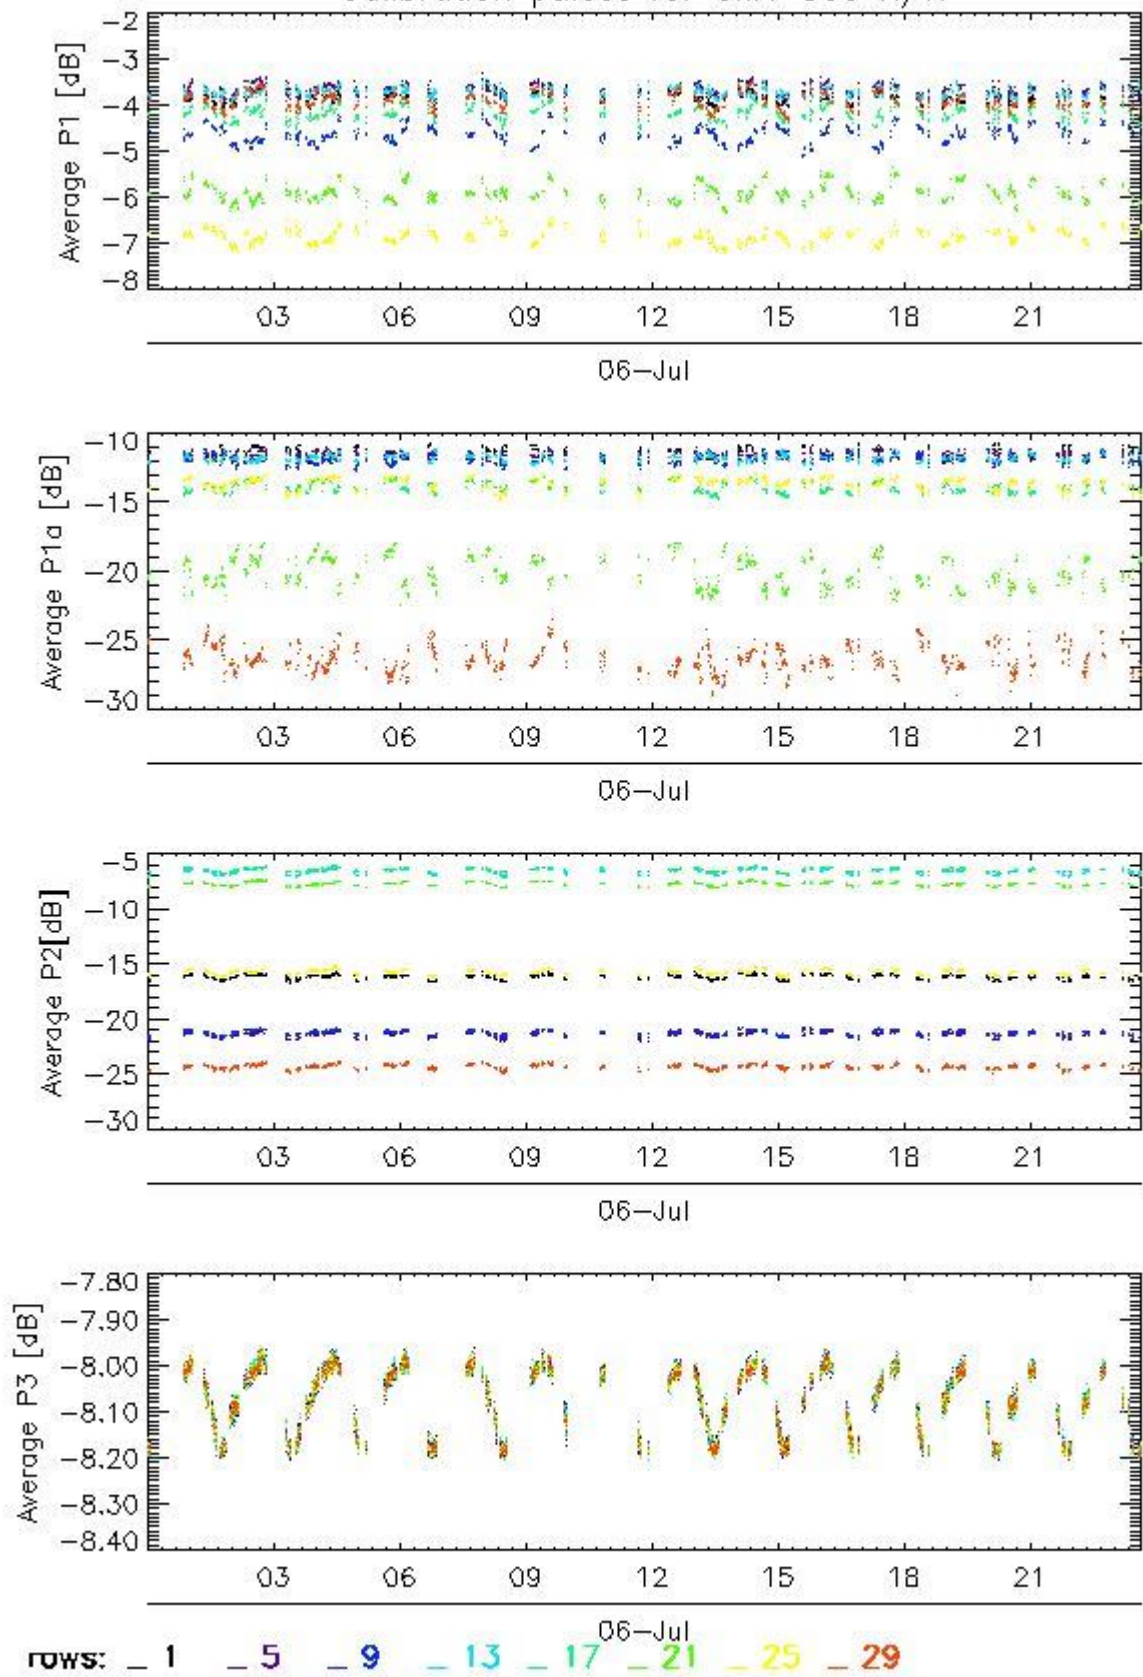 -2
-3
-4
-5
-6
-7
-8
Average P1 [dB]
03 06 09 12 15 18 21
06-Jul
-10
-15
-20
-25
-30
Average P1a [dB]
03 06 09 12 15 18 21
06-Jul
-5
-10
-15
-20
-25
-30
Average P2[dB]
03 06 09 12 15 18 21
06-Jul
-7.80
-7.90
-8.00
-8.10
-8.20
-8.30
-8.40
Average P3 [dB]
03 06 09 12 15 18 21
06-Jul
rows: _ 1 _ 5 _ 9 _ 13 _ 17 _ 21 _ 25 _ 29